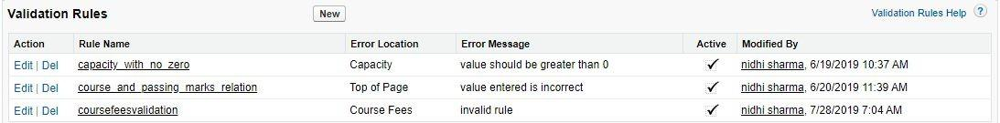 Validation Rules New Validation Rules Help ?
Action Rule Name Error Location Error Message Active Modified By
Edit | Del capacity_with_no_zero Capacity value should be greater than 0 nidhi sharma, 6/19/2019 10:37 AM
Edit | Del course_and_passing_marks_relation Top of Page value entered is incorrect nidhi sharma, 6/20/2019 11:39 AM
Edit | Del coursefeesvalidation Course Fees invalid rule nidhi sharma, 7/28/2019 7:04 AM